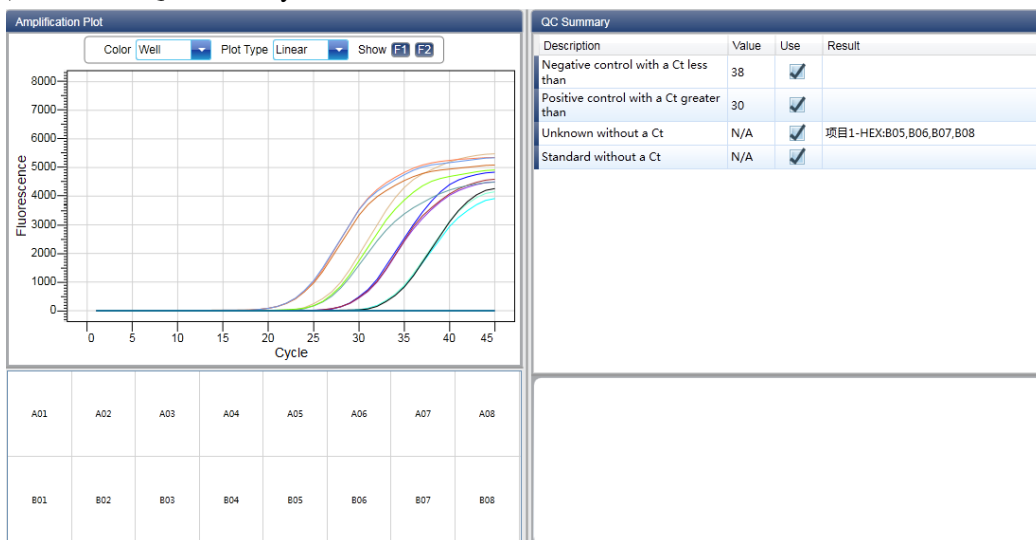 Amplification Plot
Color Well Plot Type Linear Show F1 F2
8000
7000
6000
5000
4000
3000
2000
1000
0
Fluorescence
0 5 10 15 20 25 30 35 40 45
Cycle
A01 A02 A03 A04 A05 A06 A07 A08
B01 B02 B03 B04 B05 B06 B07 B08
QC Summary
Description Value Use Result
Negative control with a Ct less
than
38
Positive control with a Ct greater
than
30
Unknown without a Ct N/A 项目1-HEX:B05,B06,B07,B08
Standard without a Ct N/A